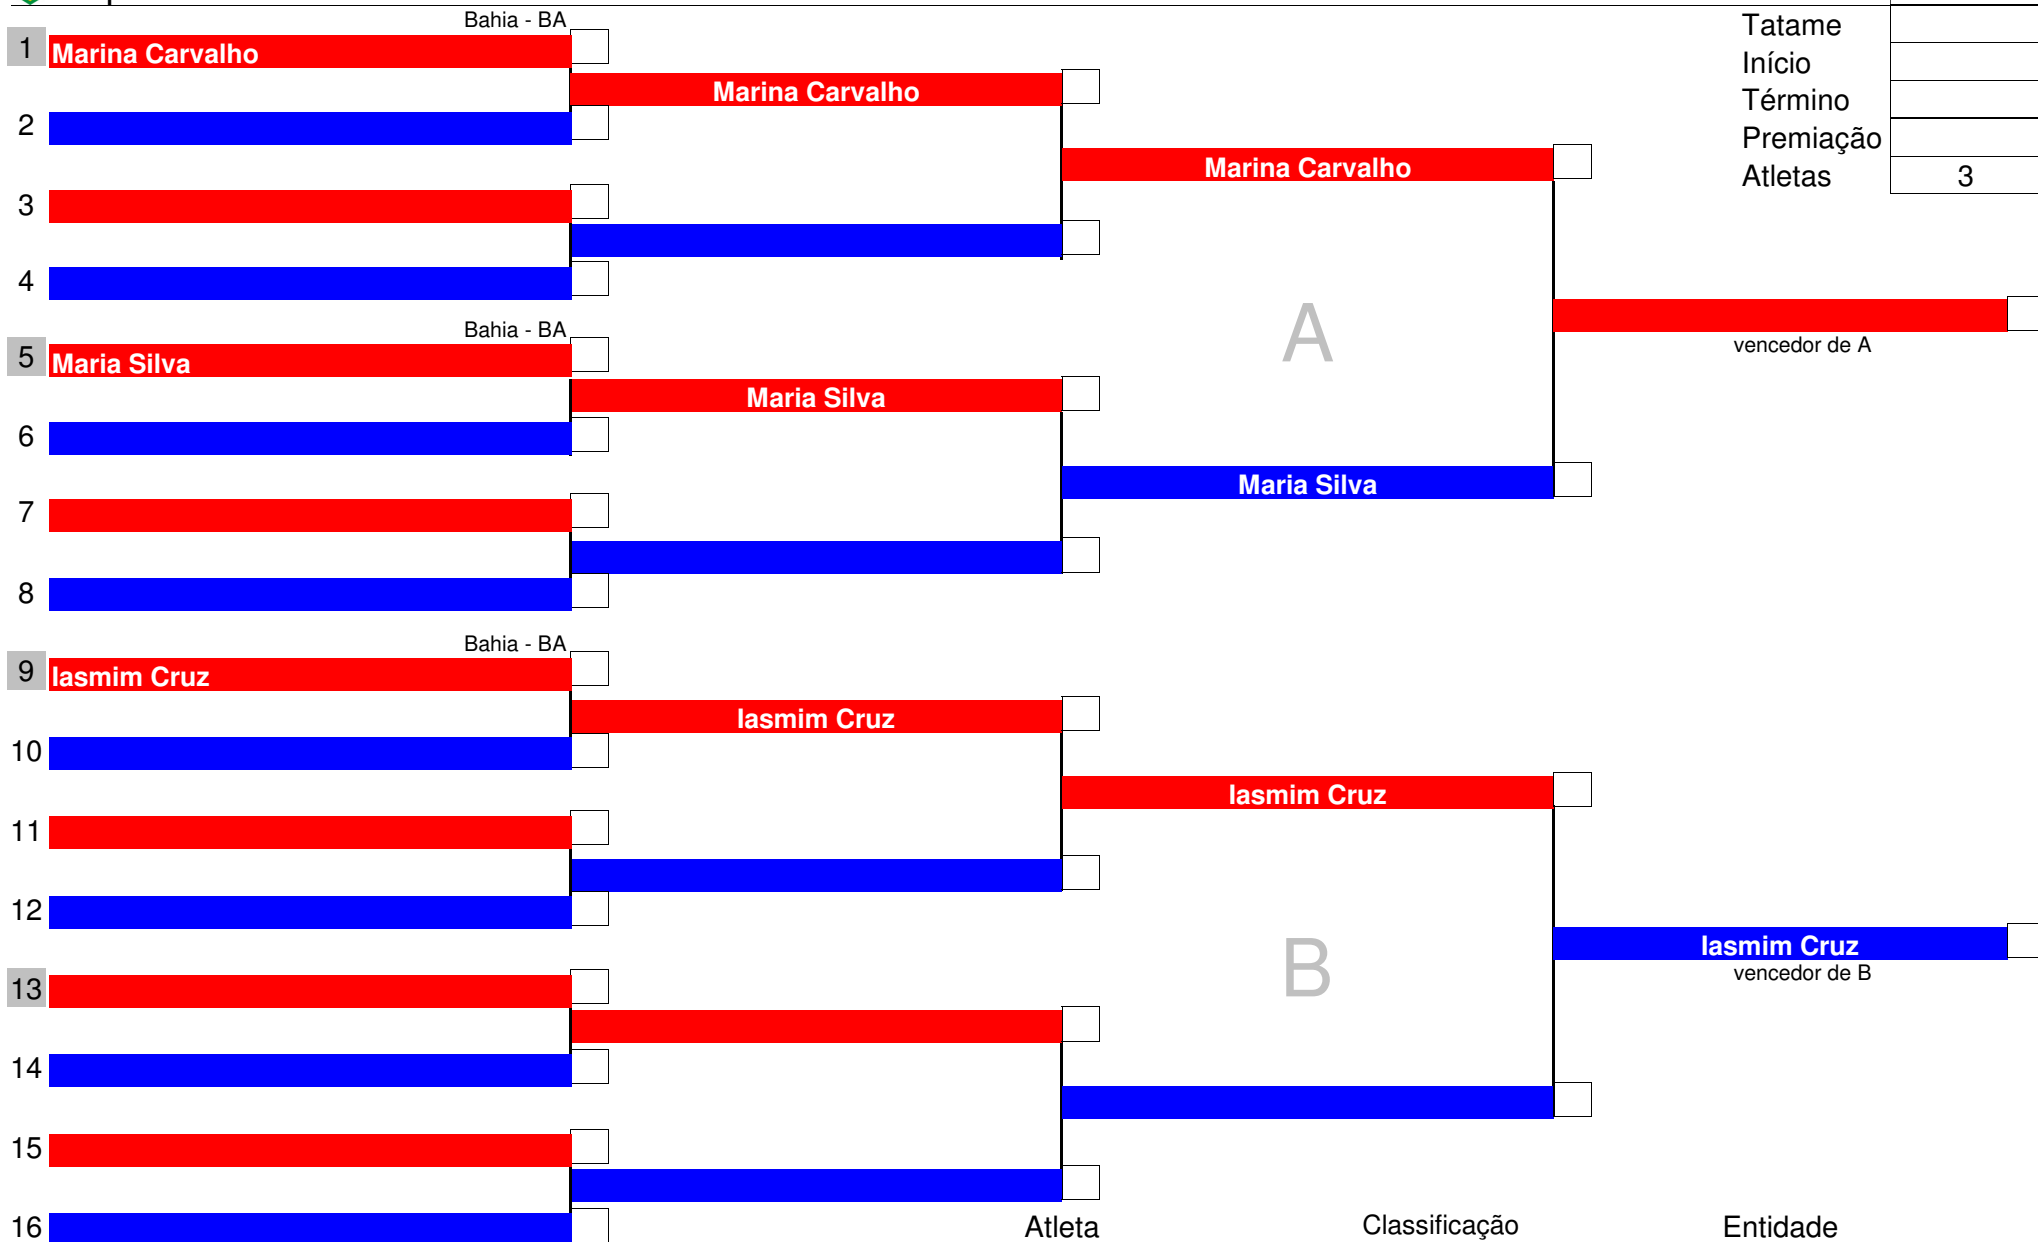 Bahia - BA
Tatame
1 Marina Carvalho
Início
Marina Carvalho
Término
2
Premiação
Marina Carvalho
Atletas 3
3
4
Bahia - BA
A
vencedor de A
5 Maria Silva
Maria Silva
6
Maria Silva
7
8
Bahia - BA
9 Iasmim Cruz
Iasmim Cruz
10
Iasmim Cruz
11
12
Iasmim Cruz
B
vencedor de B
13
14
15
16
Atleta Classificação Entidade